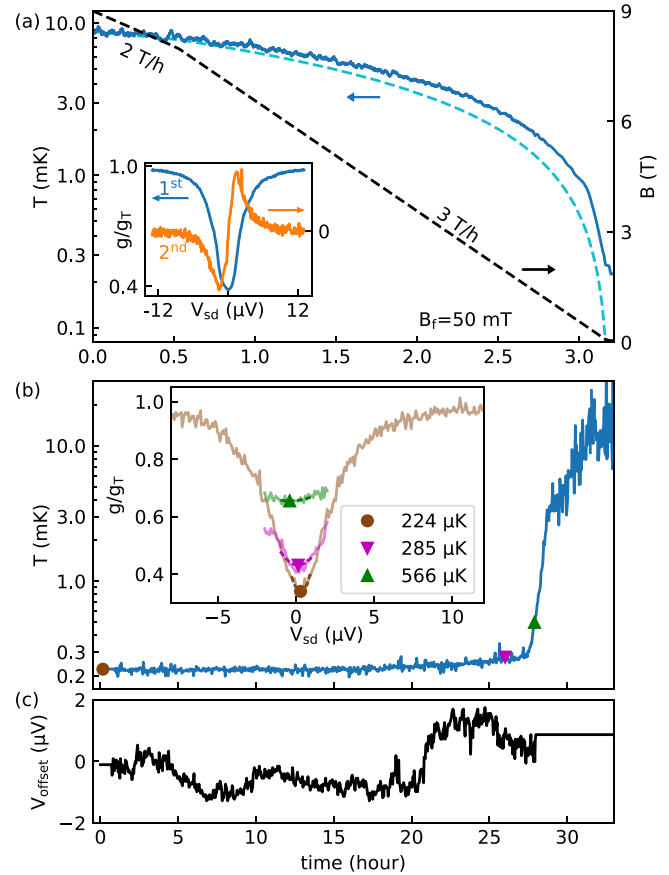 (a)
10.0
3.0
1.0
0.3
0.1
T (mK)
2 T/h
3 T/h
9
6
3
0
B (T)
1.0
0.4
g/gT
1st
2nd
0
-12
0
12
Vsd (μV)
Bf=50 mT
0.0
0.5
1.0
1.5
2.0
2.5
3.0
(b)
10.0
3.0
1.0
0.3
0.2
T (mK)
1.0
0.8
0.6
0.4
g/gT
224 μK
285 μK
566 μK
−5
0
5
10
Vsd (μV)
(c)
2
0
−2
Voffset (μV)
0
5
10
15
20
25
30
time (hour)